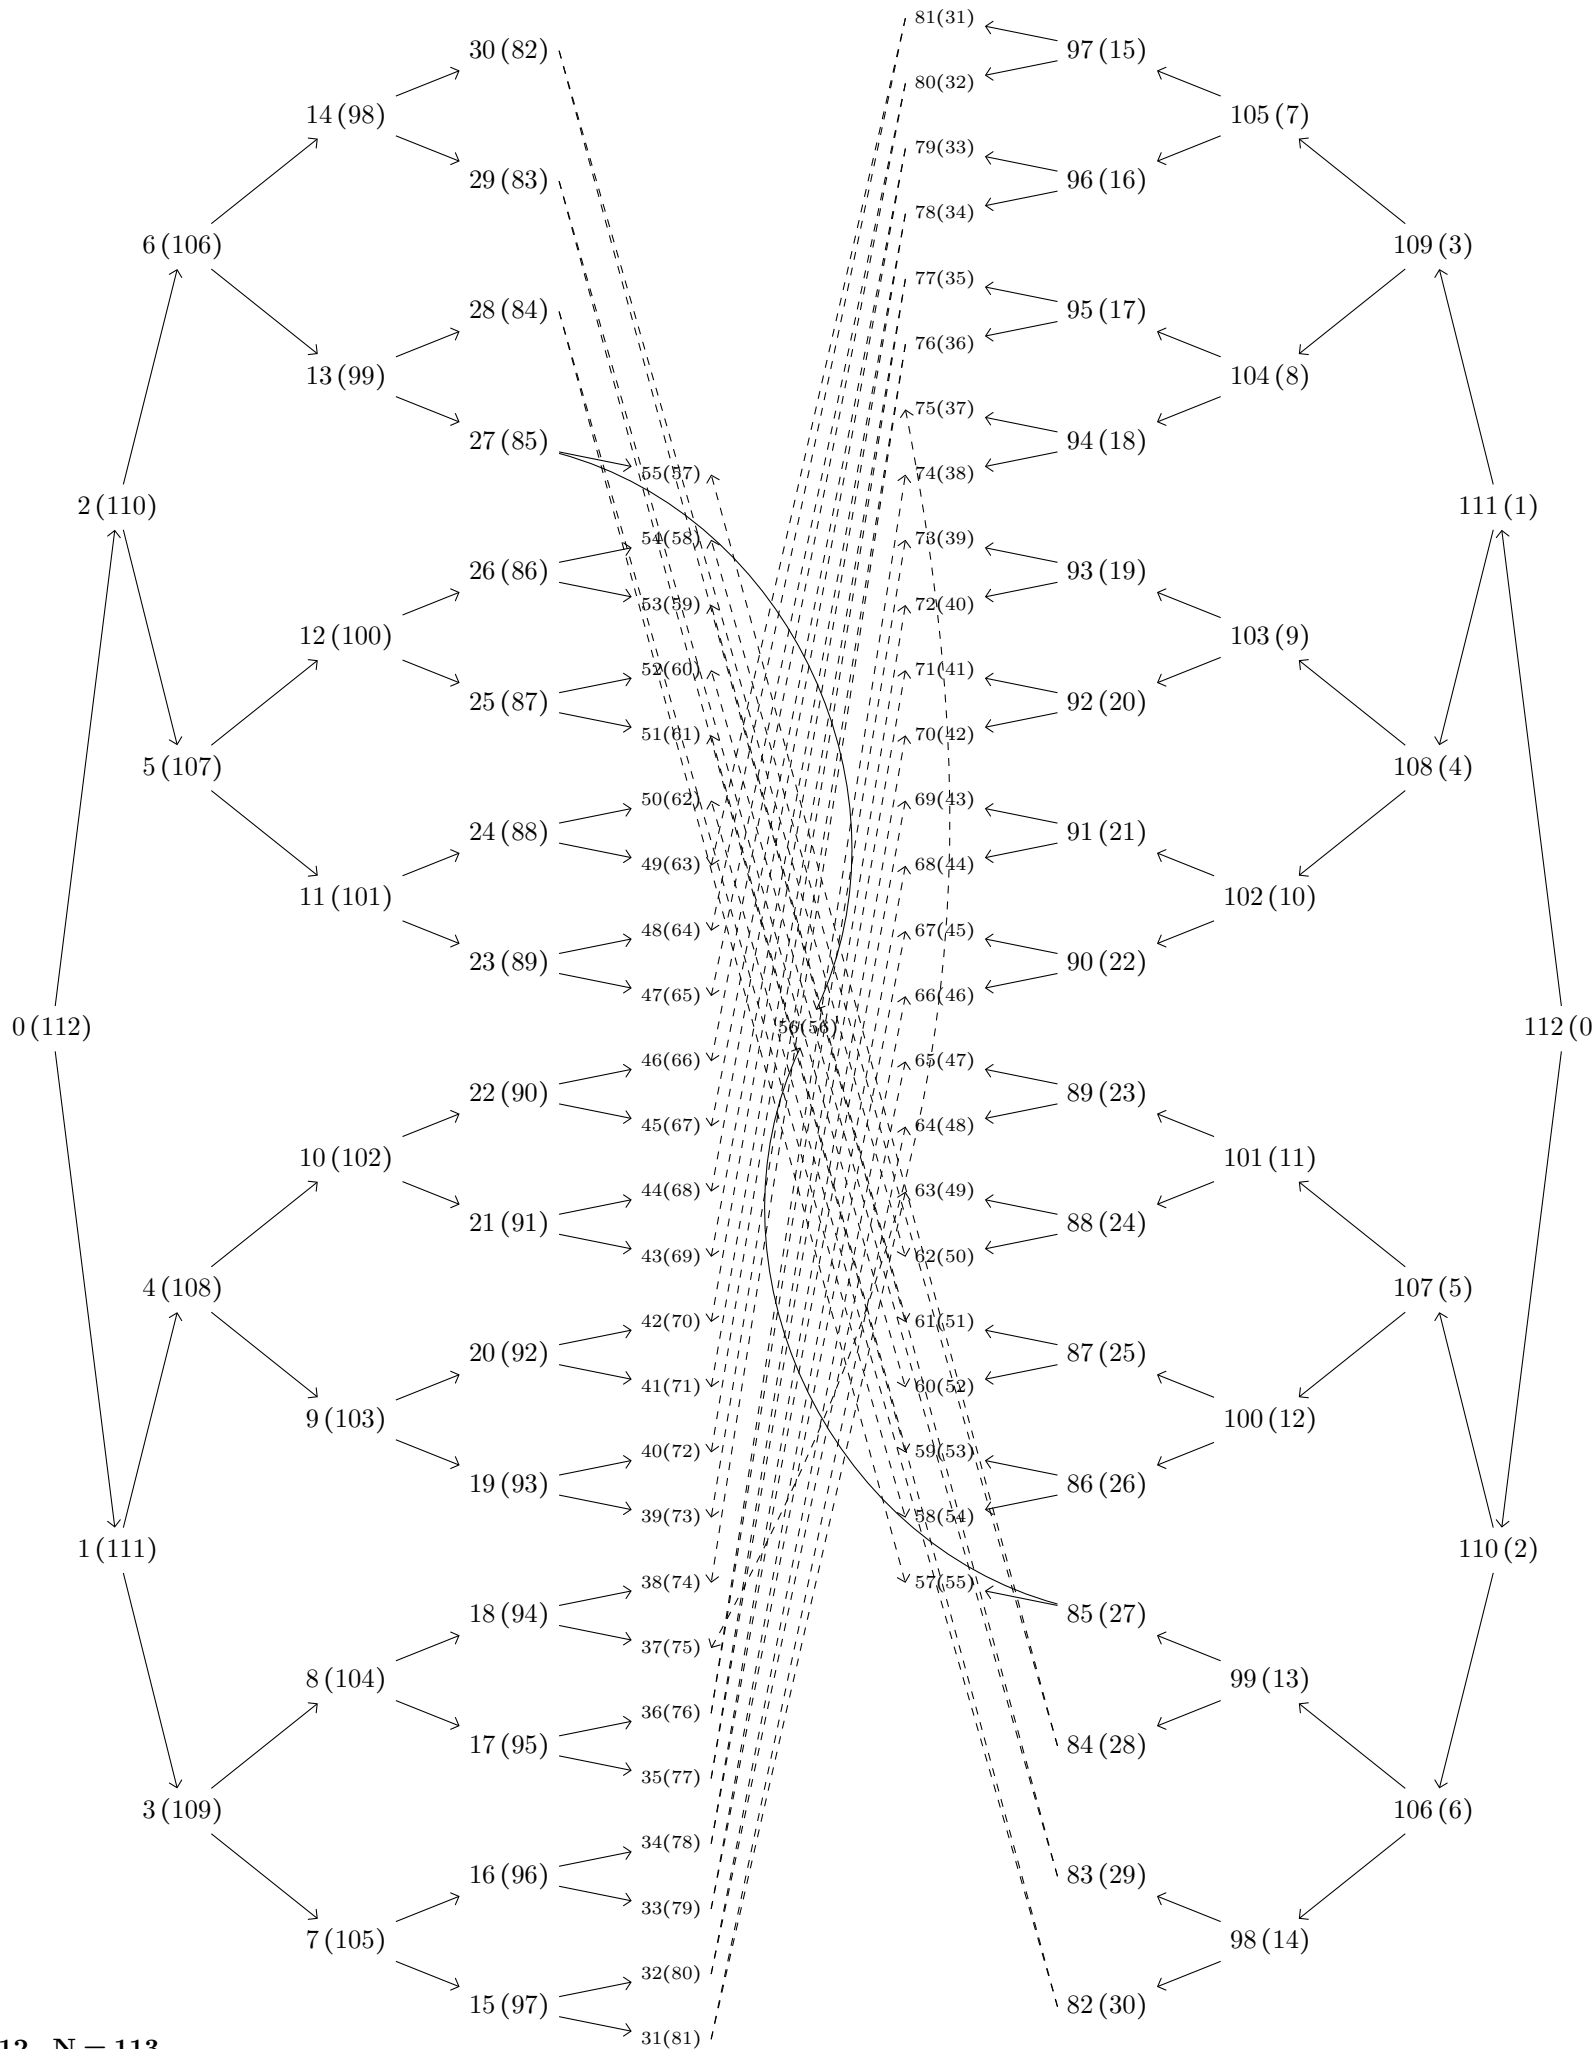 81(31)
30 (82) 97 (15)
80(32)
14 (98) 105 (7)
79(33)
29 (83) 96 (16)
78(34)
6 (106) 109 (3)
77(35)
28 (84) 95 (17)
76(36)
13 (99) 104 (8)
75(37)
27 (85) 94 (18)
55(57) 74(38)
2 (110) 111 (1)
54(58) 73(39)
26 (86) 93 (19)
53(59) 72(40)
12 (100) 103 (9)
52(60) 71(41)
25 (87) 92 (20)
51(61) 70(42)
5 (107) 108 (4)
50(62) 69(43)
24 (88) 91 (21)
49(63) 68(44)
11 (101) 102 (10)
48(64) 67(45)
23 (89) 90 (22)
47(65) 66(46)
0 (112) 56(56) 112 (0
46(66) 65(47)
22 (90) 89 (23)
45(67) 64(48)
10 (102) 101 (11)
44(68) 63(49)
21 (91) 88 (24)
43(69) 62(50)
4 (108) 107 (5)
42(70) 61(51)
20 (92) 87 (25)
41(71) 60(52)
9 (103) 100 (12)
40(72) 59(53)
19 (93) 86 (26)
39(73) 58(54)
1 (111) 110 (2)
38(74) 57(55)
18 (94) 85 (27)
37(75)
8 (104) 99 (13)
36(76)
17 (95) 84 (28)
35(77)
3 (109) 106 (6)
34(78)
16 (96) 83 (29)
33(79)
7 (105) 98 (14)
32(80)
15 (97) 82 (30)
31(81)
12 N = 113